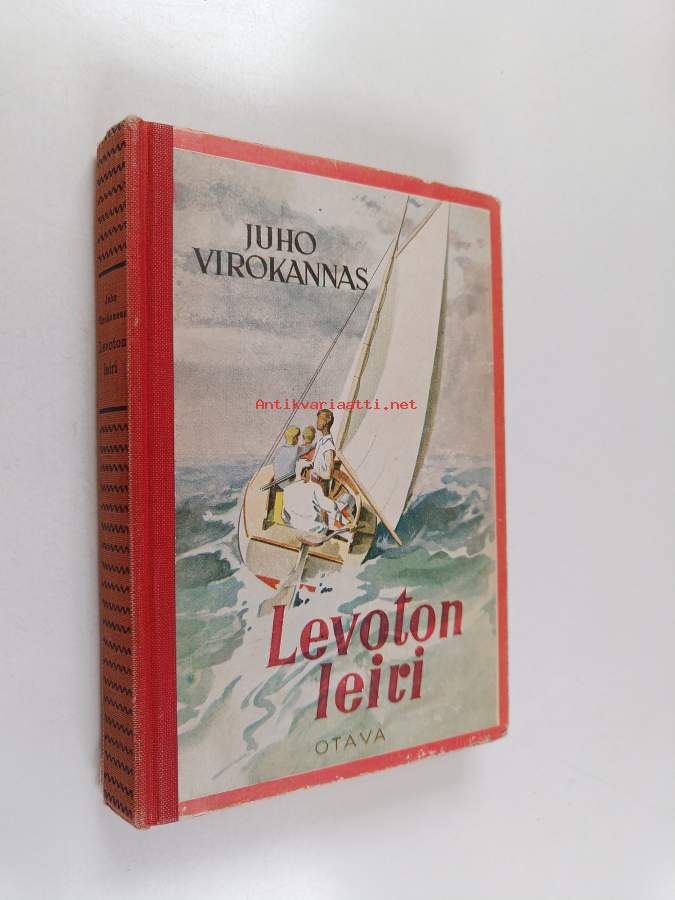 JUHO
VIROKANNAS
Levoton
leiri
OTAVA
Juho
Virokannas
Levoton
leiri
Antikvariaatti.net